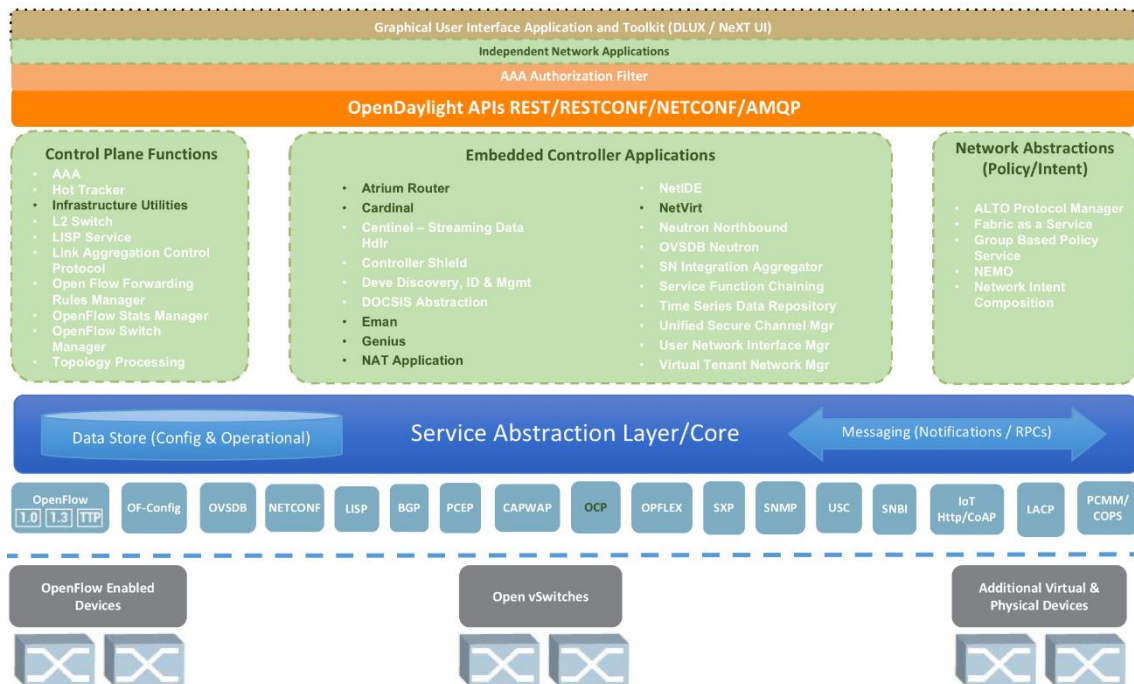 Graphical User Interface Application and Toolkit (DLUX / NeXT UI)
Independent Network Applications
AAA Authorization Filter
OpenDaylight APIs REST/RESTCONF/NETCONF/AMQP
Control Plane Functions
• AAA
• Hot Tracker
• Infrastructure Utilities
• L2 Switch
• LISP Service
• Link Aggregation Control
Protocol
• Open Flow Forwarding
Rules Manager
• OpenFlow Stats Manager
• OpenFlow Switch
Manager
• Topology Processing
Embedded Controller Applications
• Atrium Router
• Cardinal
• Centinel – Streaming Data
Hdlr
• Controller Shield
• Deve Discovery, ID & Mgmt
• DOCSIS Abstraction
• Eman
• Genius
• NAT Application
• NetIDE
• NetVirt
• Neutron Northbound
• OVSDB Neutron
• SN Integration Aggregator
• Service Function Chaining
• Time Series Data Repository
• Unified Secure Channel Mgr
• User Network Interface Mgr
• Virtual Tenant Network Mgr
Network Abstractions
(Policy/Intent)
• ALTO Protocol Manager
• Fabric as a Service
• Group Based Policy
Service
• NEMO
• Network Intent
Composition
Data Store (Config & Operational)
Service Abstraction Layer/Core
Messaging (Notifications / RPCs)
OpenFlow
1.0 1.3 TTP
OF-Config
OVSDB
NETCONF
LISP
BGP
PCEP
CAPWAP
OCP
OPFLEX
SXP
SNMP
USC
SNBI
IoT
Http/CoAP
LACP
PCMM/
COPS
OpenFlow Enabled
Devices
Open vSwitches
Additional Virtual &
Physical Devices